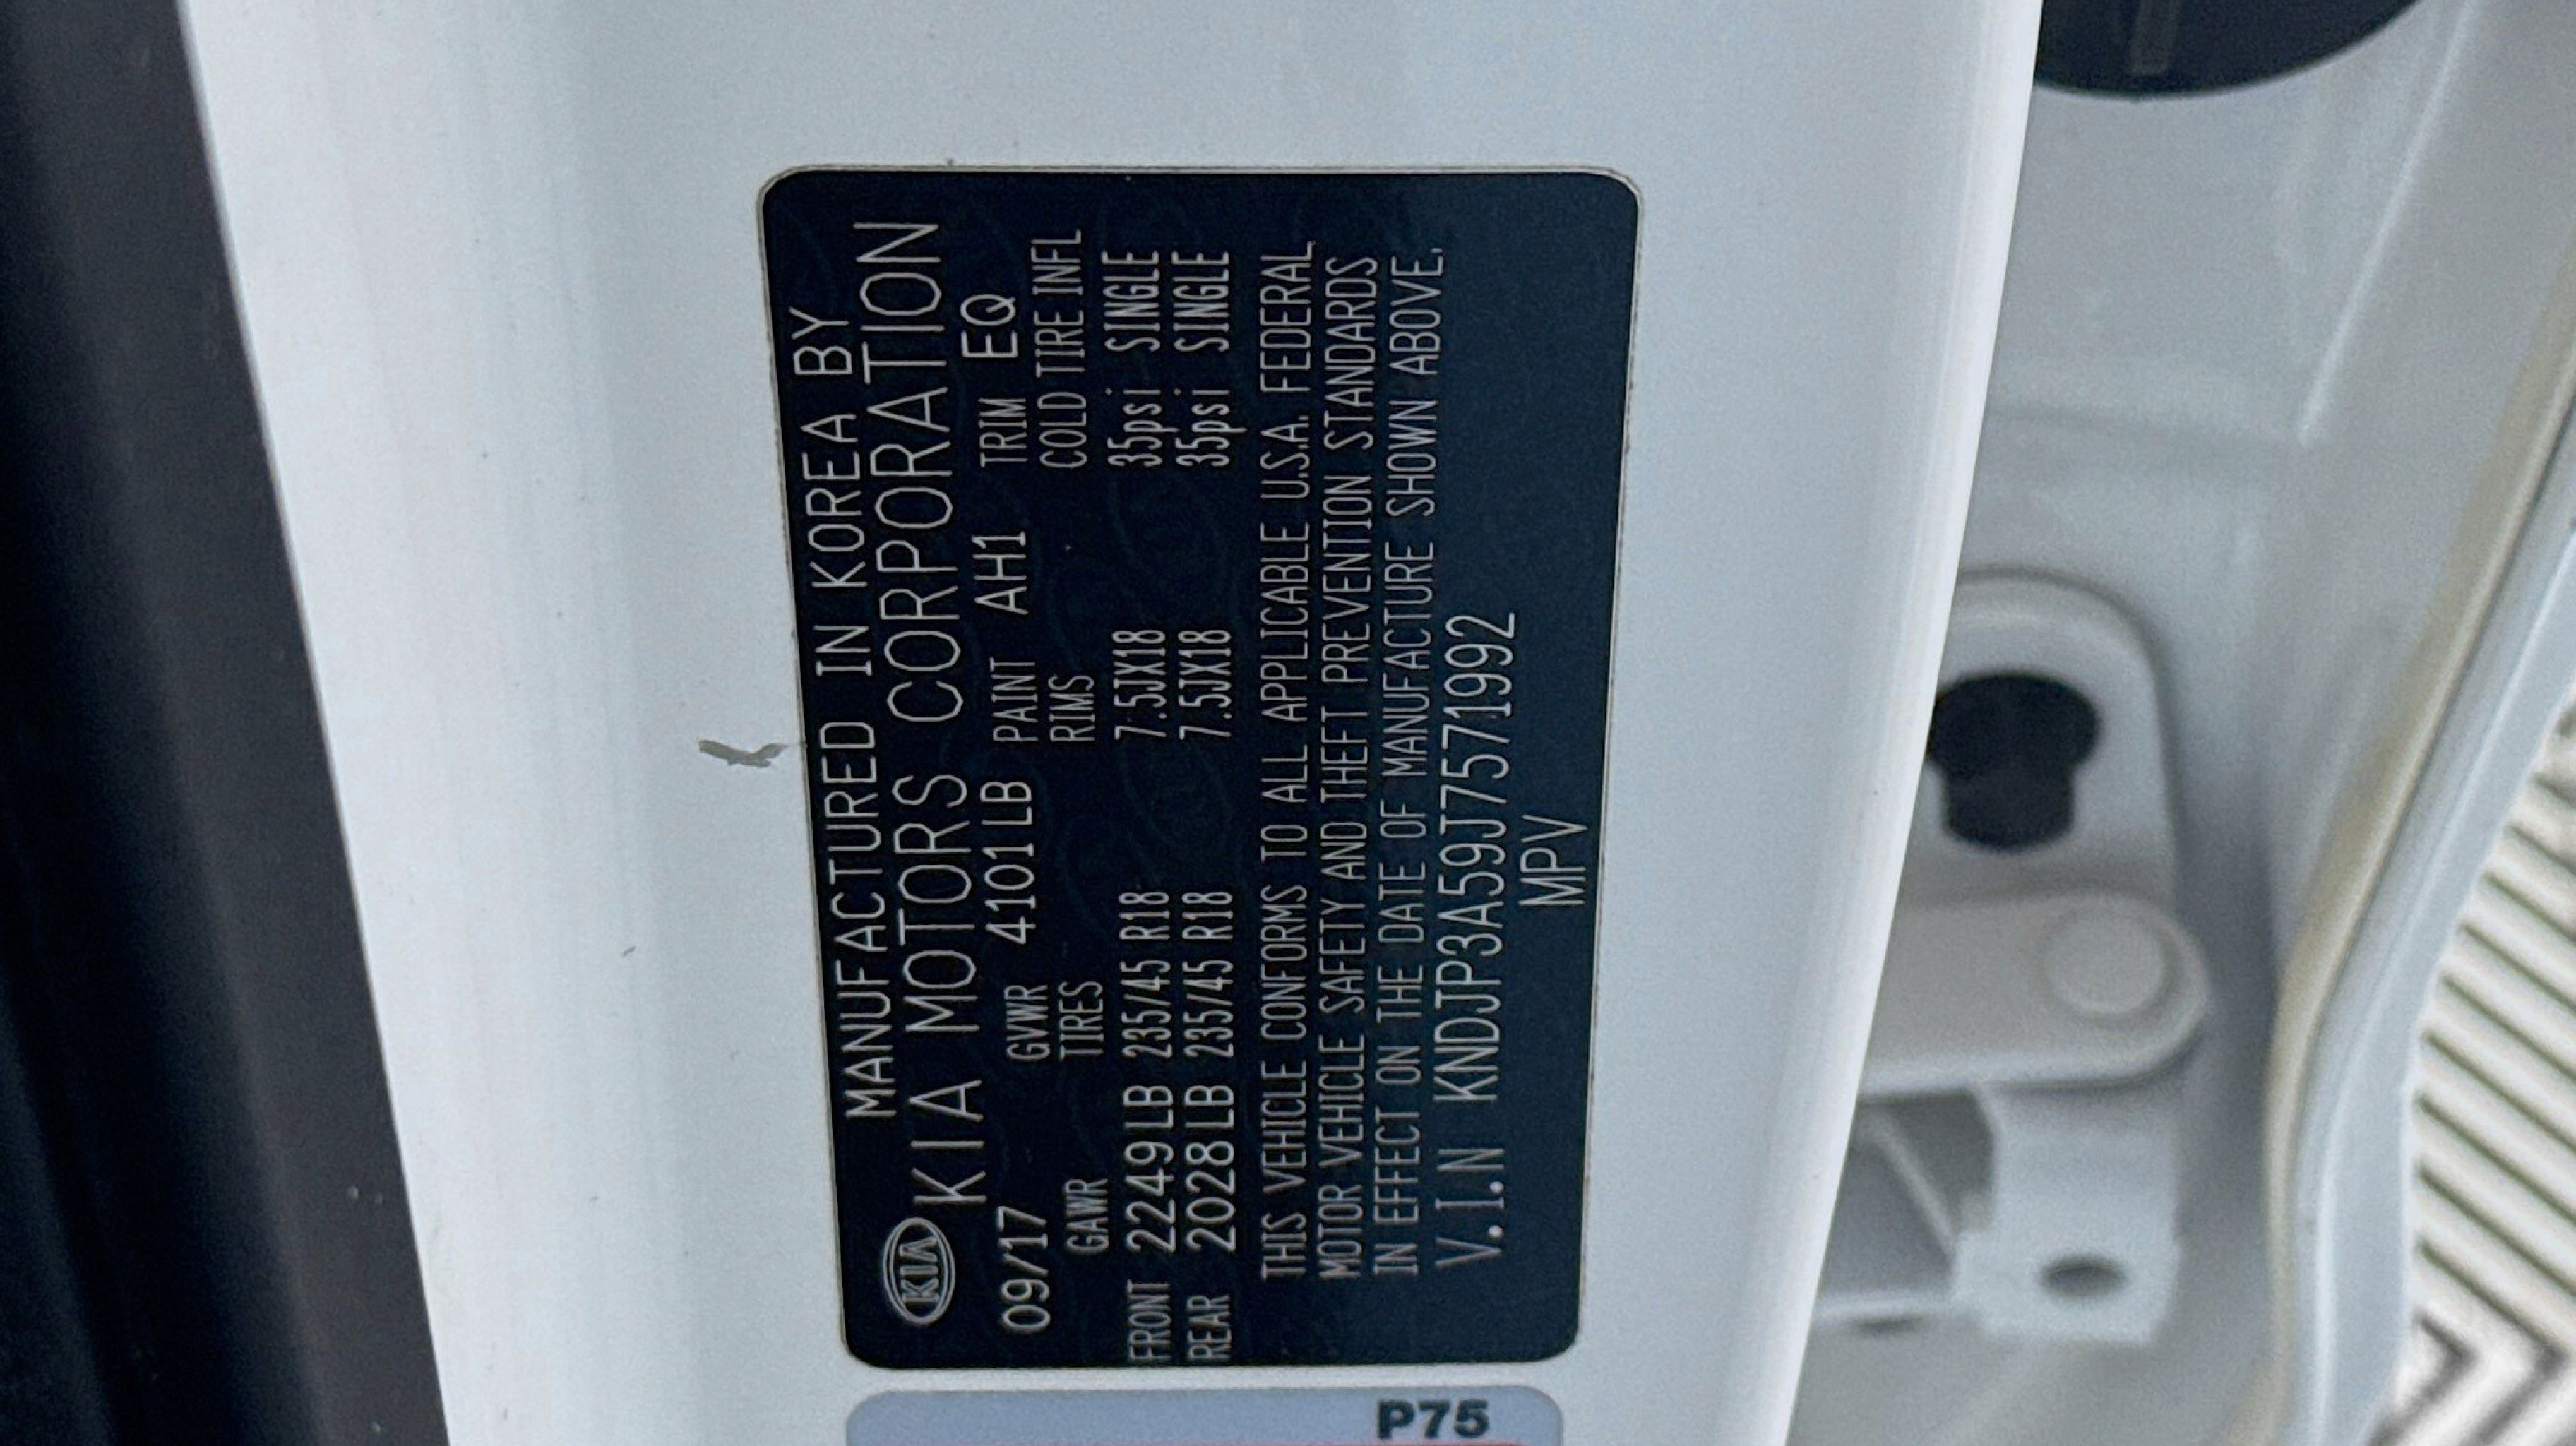 MANUFACTURED IN KOREA BY
KIA KIA MOTORS CORPORATION
09/17 GVWR 4101LB PAINT AH1 TRIM EQ
GAWR TIRES RIMS COLD TIRE INFL
FRONT 2249LB 235/45 R18 7.5JX18 35psi SINGLE
REAR 2028LB 235/45 R18 7.5JX18 35psi SINGLE
THIS VEHICLE CONFORMS TO ALL APPLICABLE U.S.A. FEDERAL
MOTOR VEHICLE SAFETY AND THEFT PREVENTION STANDARDS
IN EFFECT ON THE DATE OF MANUFACTURE SHOWN ABOVE.
V.I.N KNDJP3A59J7571992
MPV
P75